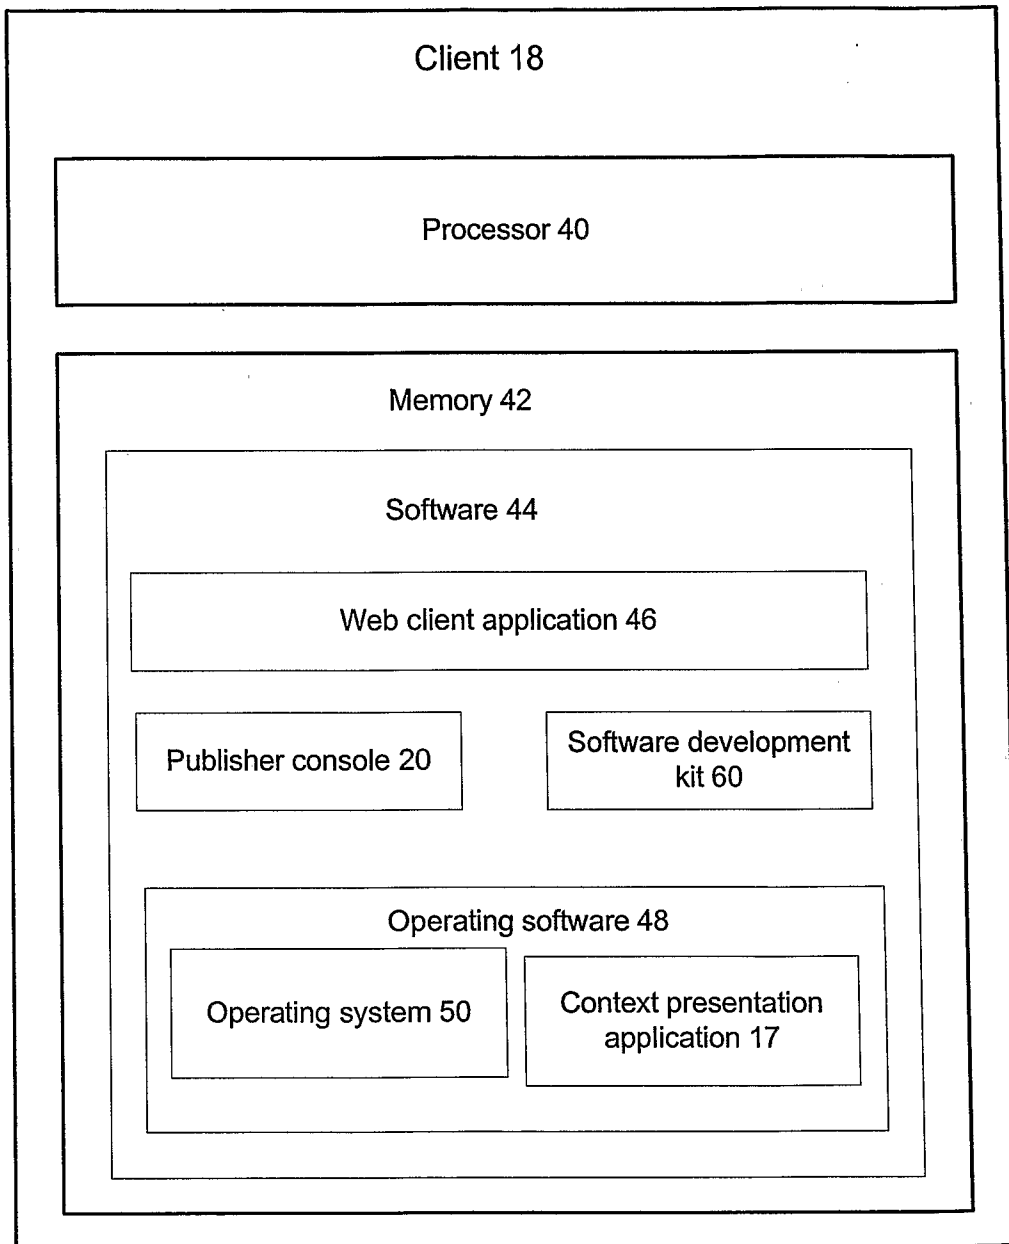 Client 18
Processor 40
Memory 42
Software 44
Web client application 46
Publisher console 20
Software development
kit 60
Operating software 48
Operating system 50
Context presentation
application 17